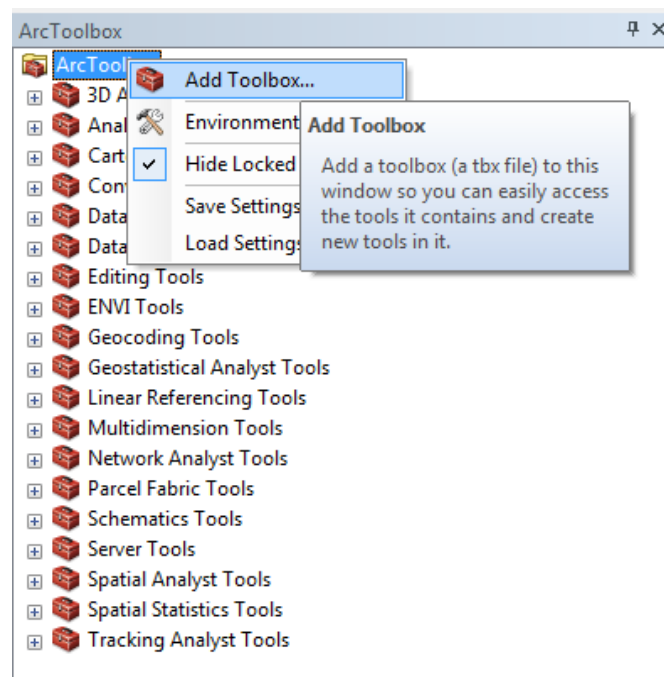 ArcToolbox
ArcTool
Add Toolbox...
3D A
Anal
Environment
Add Toolbox
Cart
Hide Locked
Add a toolbox (a tbx file) to this
window so you can easily access
the tools it contains and create
new tools in it.
Con
Data
Save Settings
Data
Load Settings
Editing Tools
ENVI Tools
Geocoding Tools
Geostatistical Analyst Tools
Linear Referencing Tools
Multidimension Tools
Network Analyst Tools
Parcel Fabric Tools
Schematics Tools
Server Tools
Spatial Analyst Tools
Spatial Statistics Tools
Tracking Analyst Tools